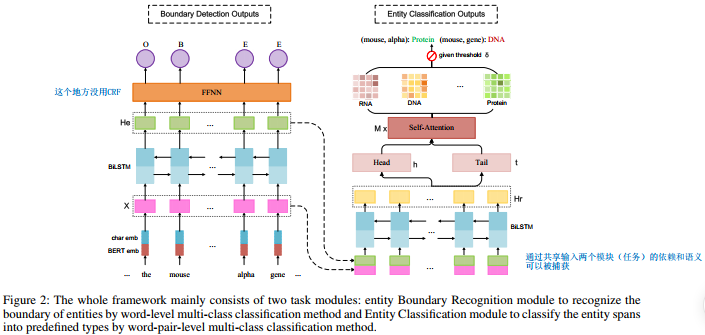 Boundary Detection Outputs
O B E E
这个地方没用CRF
FFNN
He
...
BiLSTM
...
X
...
char emb
BERT emb
...
... the mouse alpha gene ...
Entity Classification Outputs
(mouse, alpha): Protein (mouse, gene): DNA
given threshold δ
...
RNA DNA Protein
M x Self-Attention
Head h Tail t
... Hr
... BiLSTM
...
通过共享输入两个模块（任务）的依赖和语义
可以被捕获
Figure 2: The whole framework mainly consists of two task modules: entity Boundary Recognition module to recognize the
boundary of entities by word-level multi-class classification method and Entity Classification module to classify the entity spans
into predefined types by word-pair-level multi-class classification method.